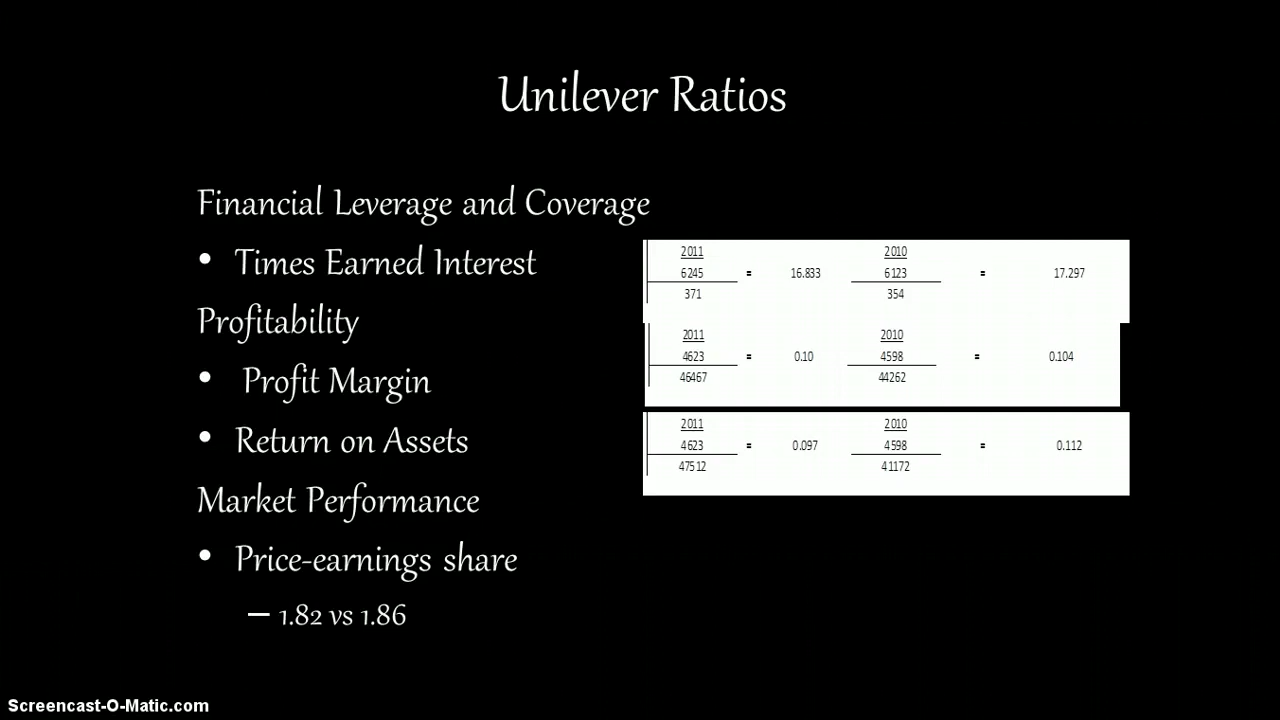 Unilever Ratios
Financial Leverage and Coverage
• Times Earned Interest
2011 2010
6245 = 16.833 6123 = 17.297
371 354
Profitability
• Profit Margin
2011 2010
4623 = 0.10 4598 = 0.104
46467 44262
• Return on Assets
2011 2010
4623 = 0.097 4598 = 0.112
47512 41172
Market Performance
• Price-earnings share
– 1.82 vs 1.86
Screencast-O-Matic.com